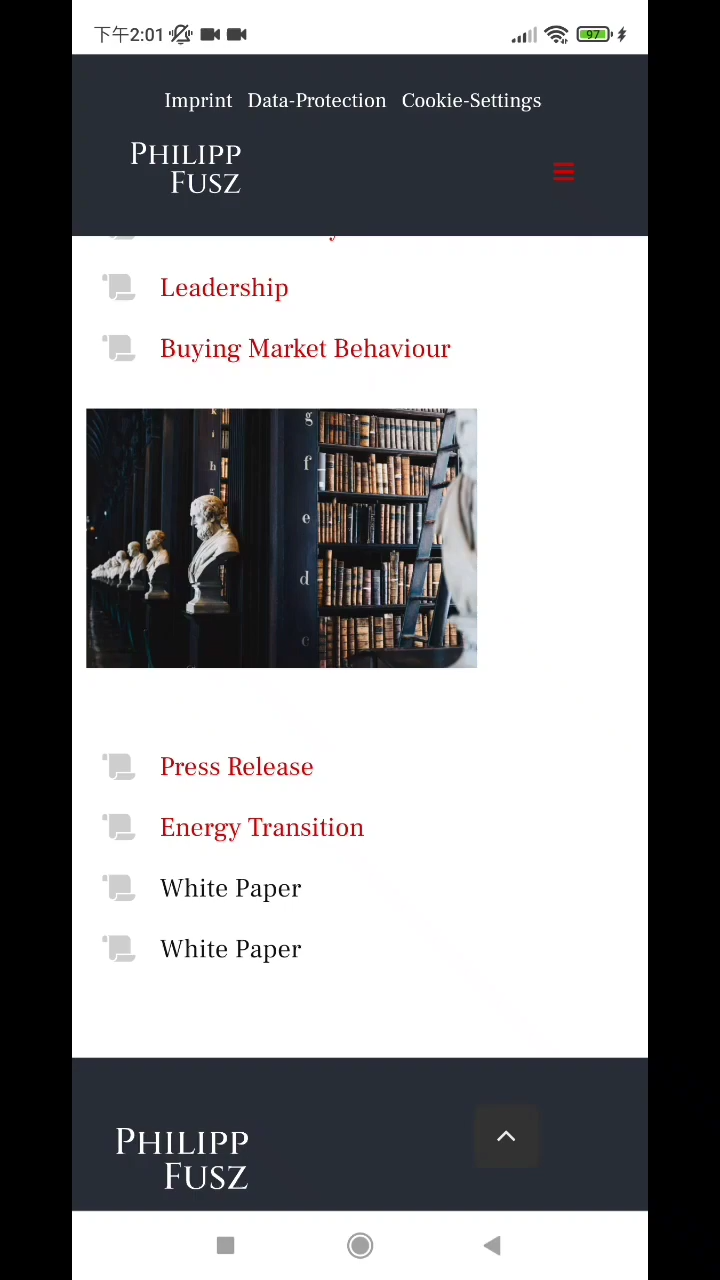 下午2:01
97
Imprint Data-Protection Cookie-Settings
PHILIPP
FUSZ
Leadership
Buying Market Behaviour
k
i
h
g
g
f
e
d
c
Press Release
Energy Transition
White Paper
White Paper
PHILIPP
FUSZ